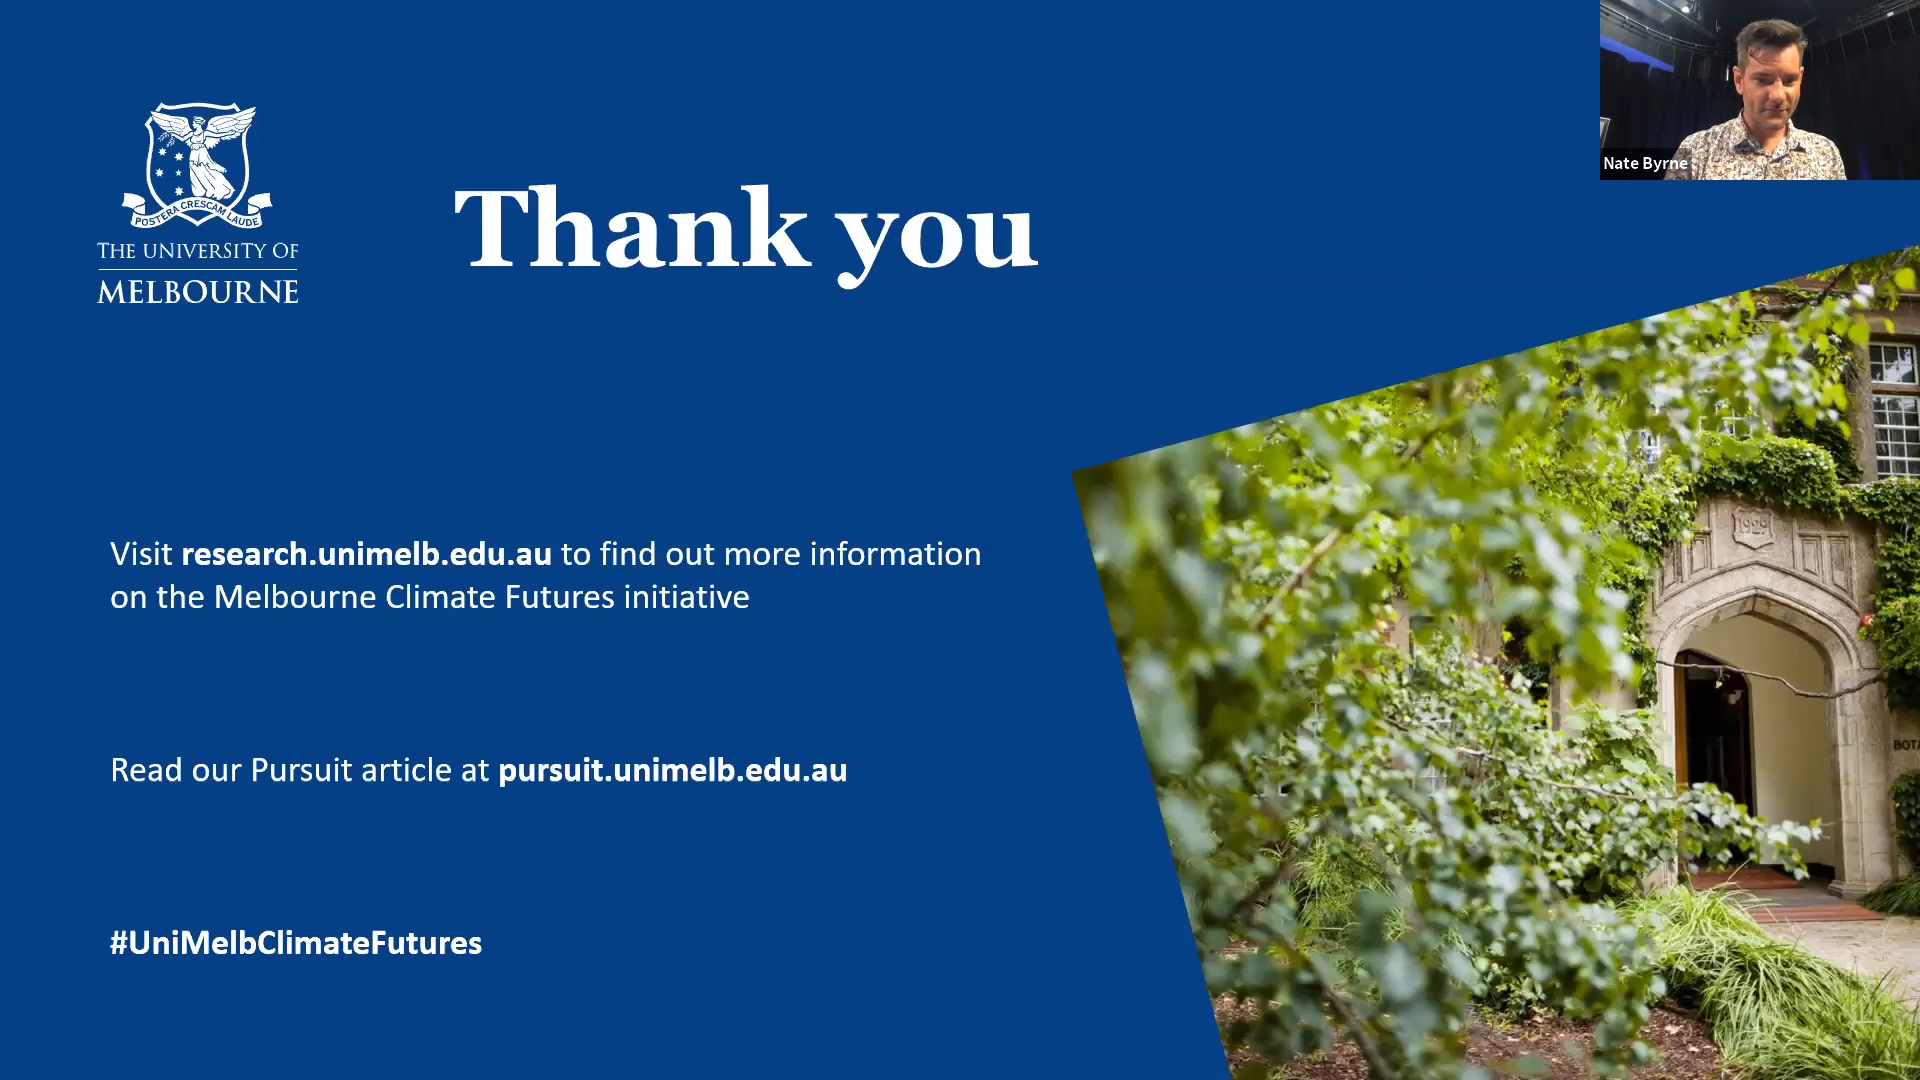 POSTERA CRESCAM LAUDE
THE UNIVERSITY OF
MELBOURNE
Thank you
Nate Byrne
Visit research.unimelb.edu.au to find out more information
on the Melbourne Climate Futures initiative
Read our Pursuit article at pursuit.unimelb.edu.au
#UniMelbClimateFutures
1929